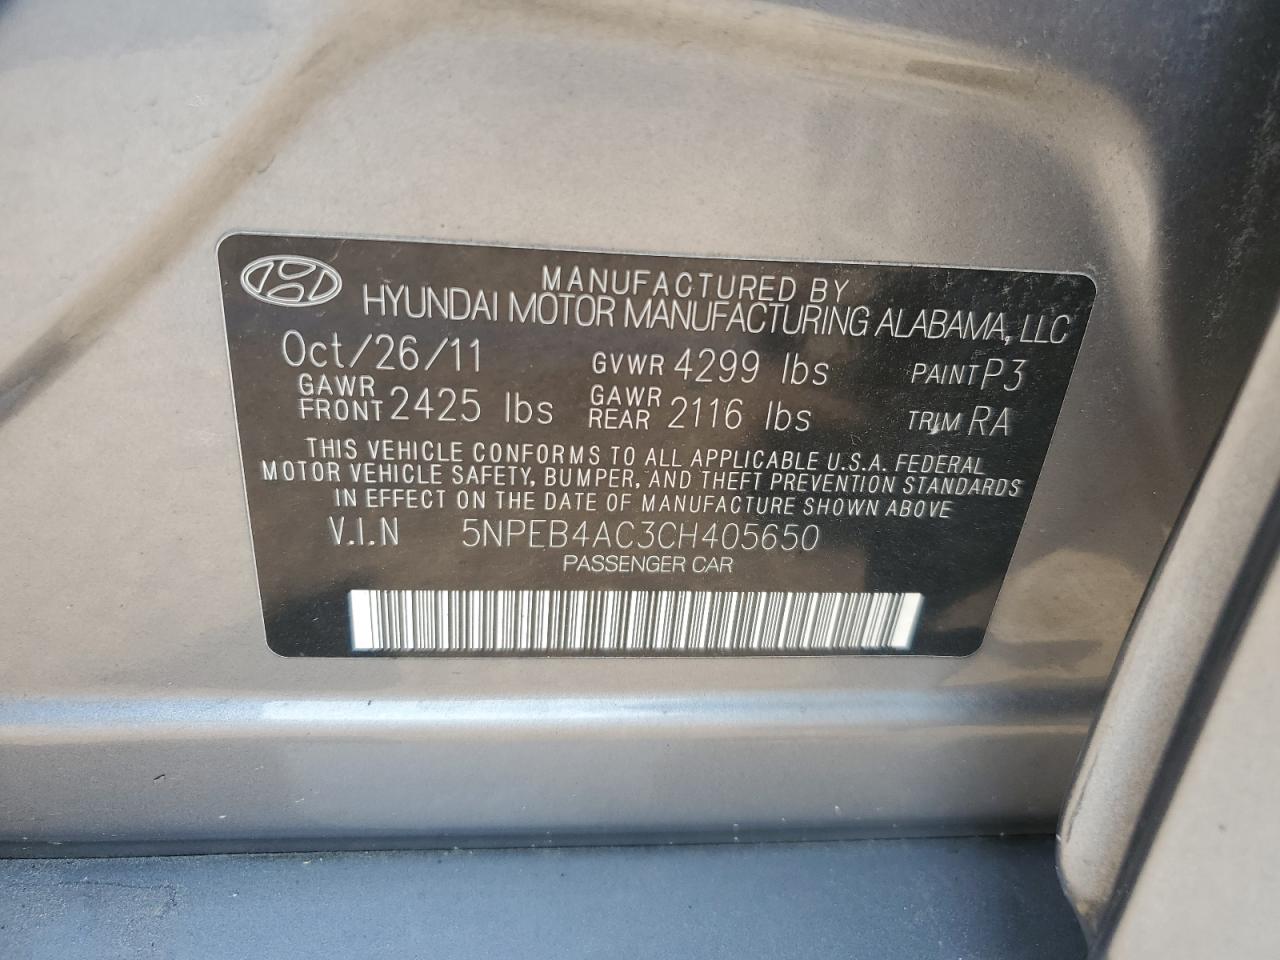 MANUFACTURED BY
HYUNDAI MOTOR MANUFACTURING ALABAMA, LLC
Oct/26/11 GVWR 4299 lbs PAINT P3
GAWR FRONT 2425 lbs GAWR REAR 2116 lbs TRIM RA
THIS VEHICLE CONFORMS TO ALL APPLICABLE U.S.A. FEDERAL
MOTOR VEHICLE SAFETY, BUMPER, AND THEFT PREVENTION STANDARDS
IN EFFECT ON THE DATE OF MANUFACTURE SHOWN ABOVE
V.I.N 5NPEB4AC3CH405650
PASSENGER CAR